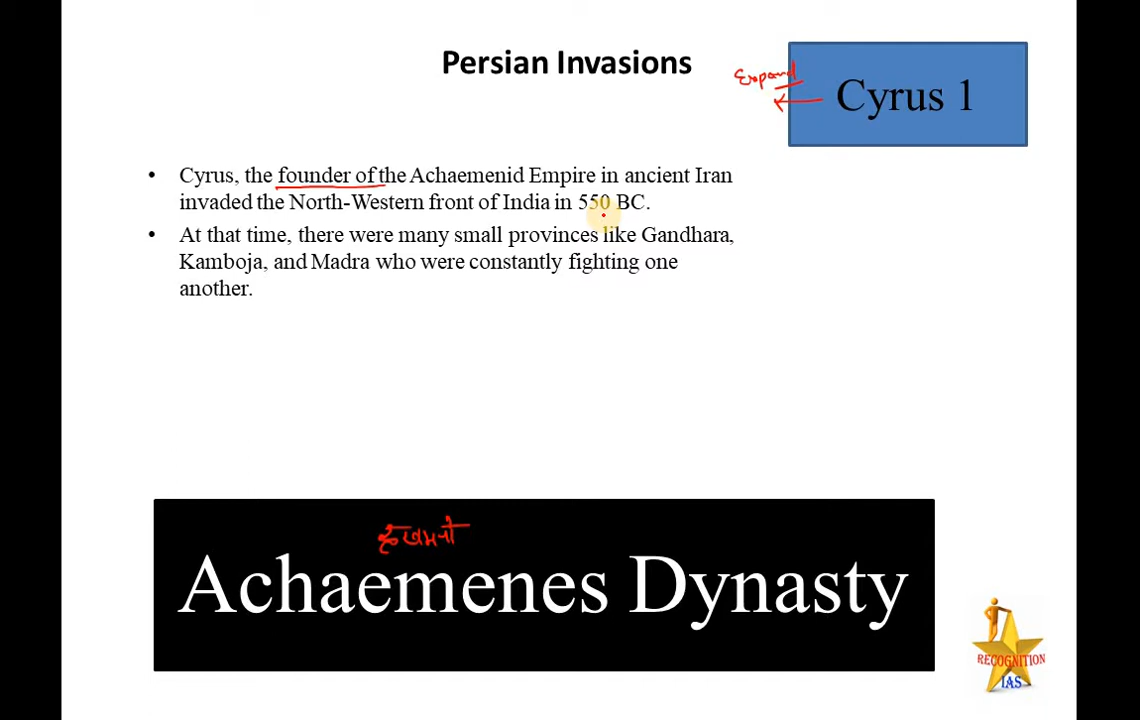 Persian Invasions
Expand
Cyrus 1
• Cyrus, the founder of the Achaemenid Empire in ancient Iran
invaded the North-Western front of India in 550 BC.
• At that time, there were many small provinces like Gandhara,
Kamboja, and Madra who were constantly fighting one
another.
हखमनी
Achaemenes Dynasty
RECOGNITION
IAS